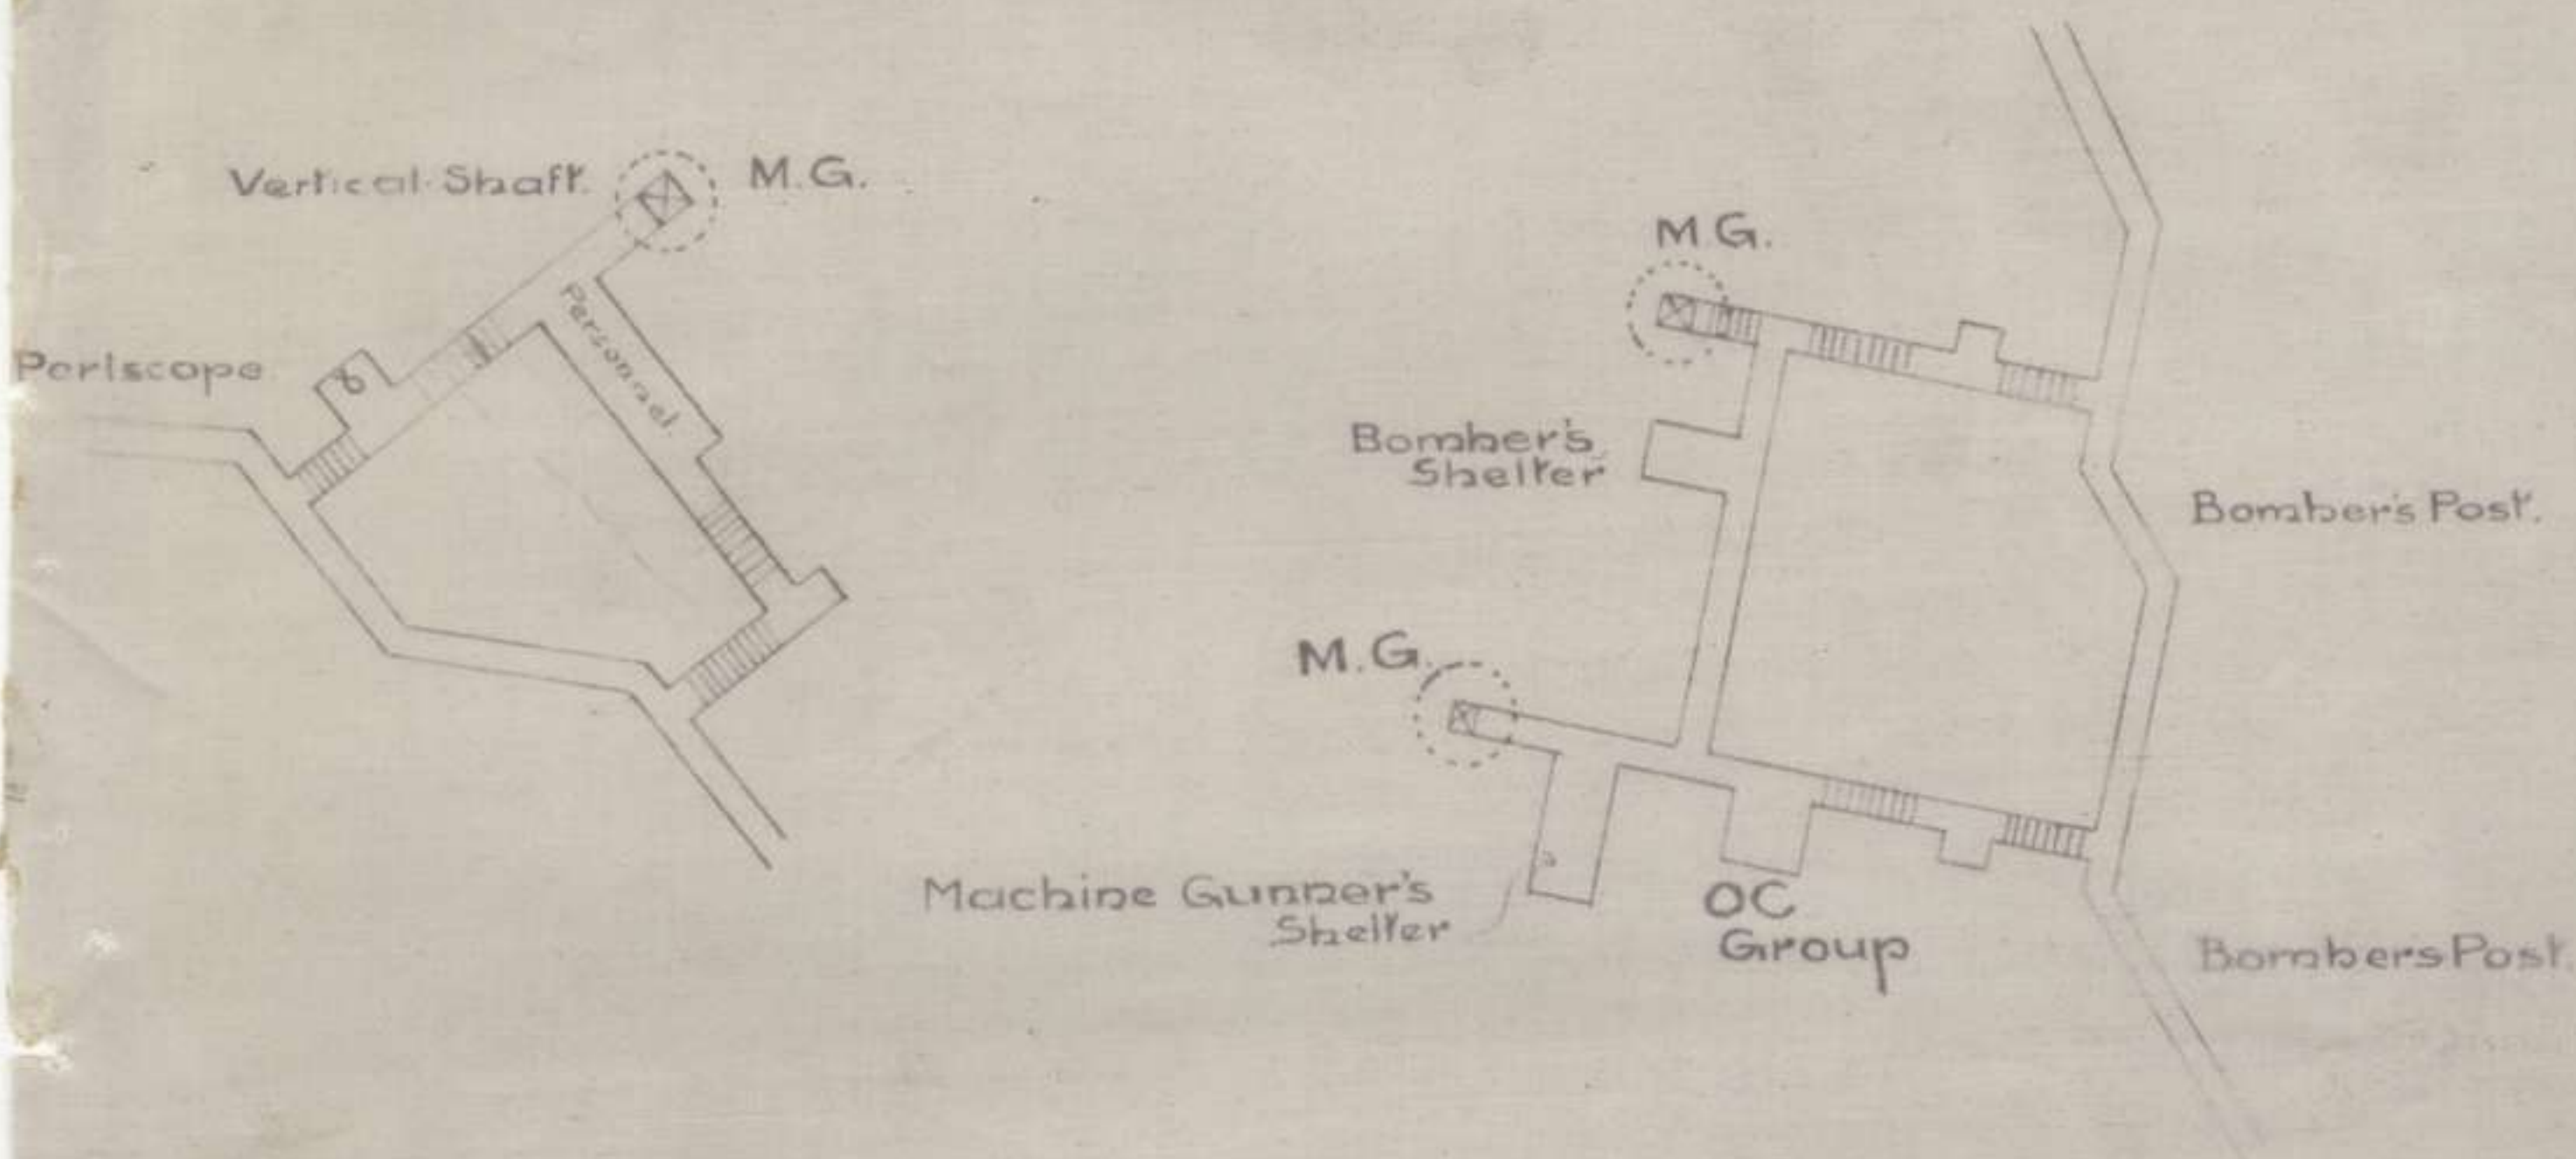 Vertical Shaft.
M.G.
Periscope
Personnel.
M.G.
Bomber's
Shelter
Bomber's Post.
M.G.
Machine Gunner's
Shelter
OC
Group
Bombers Post.